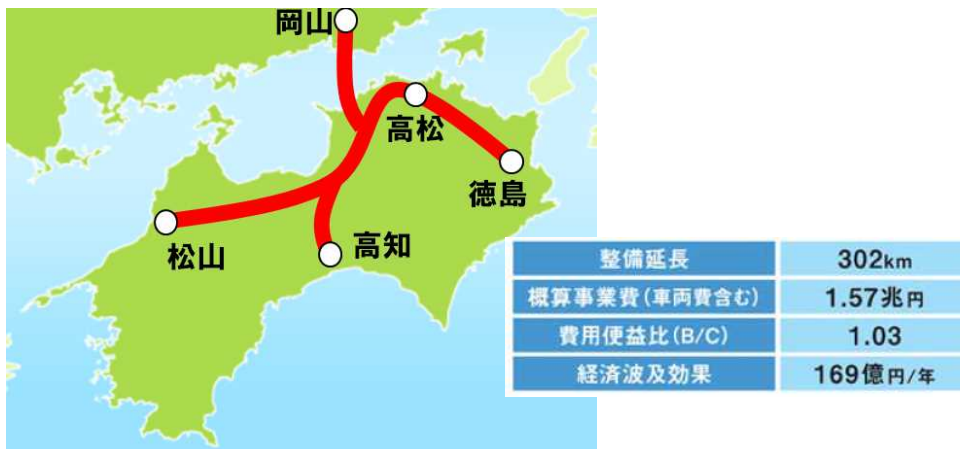 岡山
高松
徳島
松山
高知
整備延長 302km
概算事業費(車両費含む) 1.57兆円
費用便益比(B/C) 1.03
経済波及効果 169億円/年